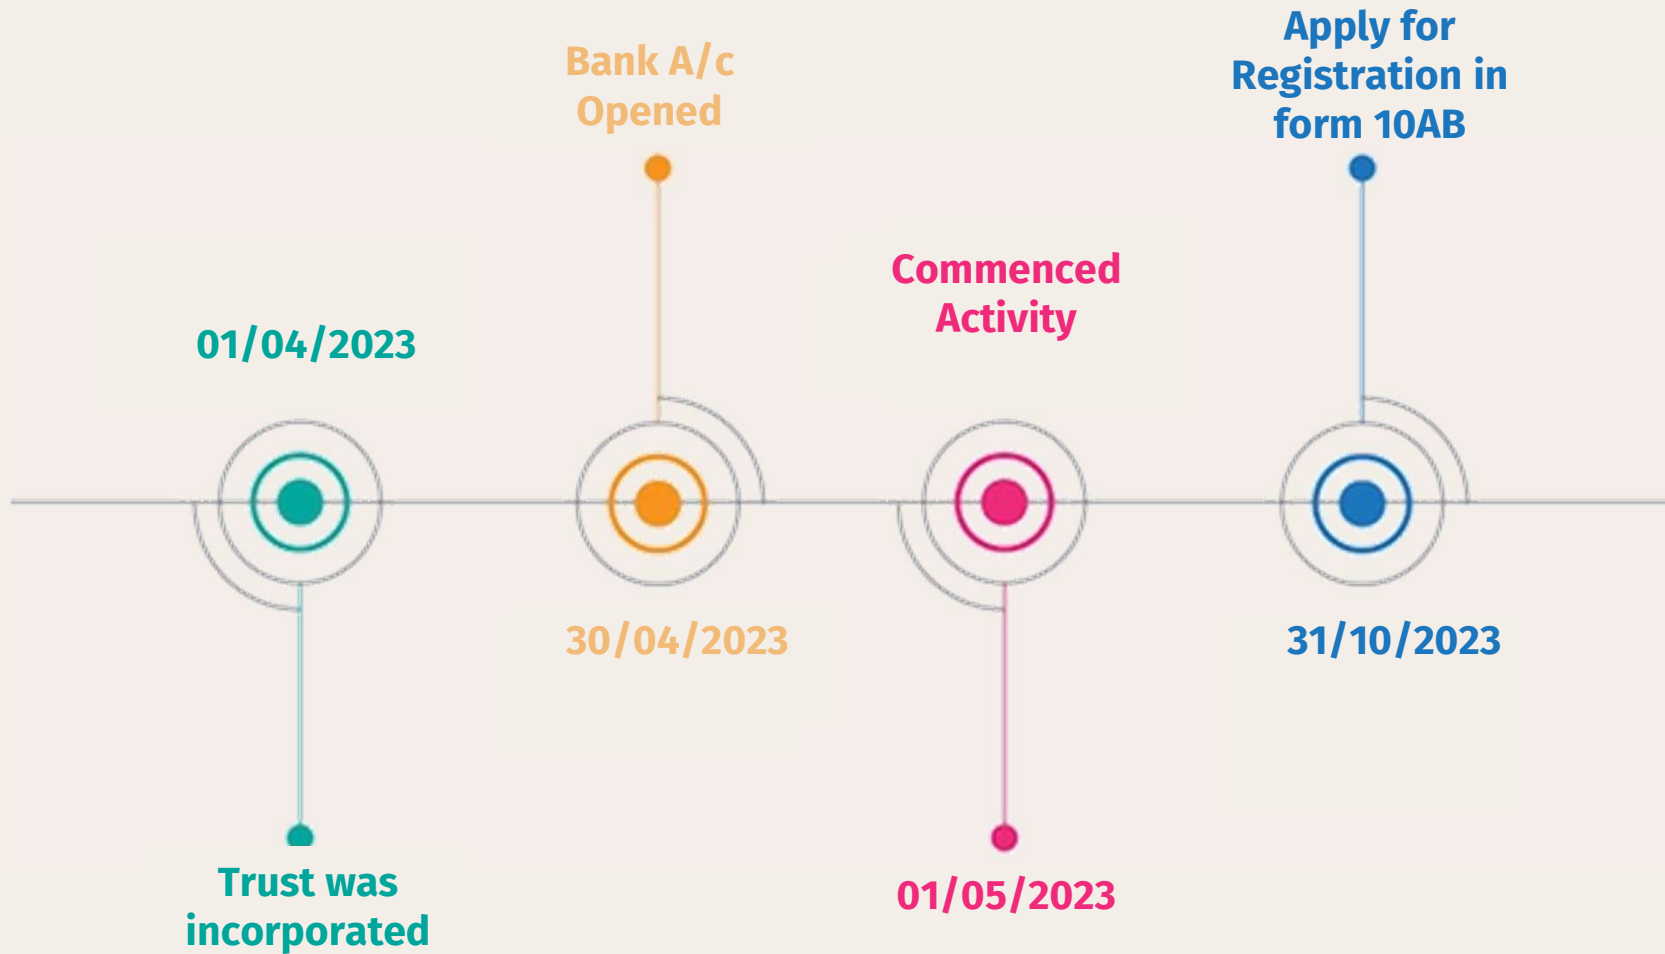 01/04/2023
Trust was
incorporated
Bank A/c
Opened
30/04/2023
Commenced
Activity
01/05/2023
Apply for
Registration in
form 10AB
31/10/2023